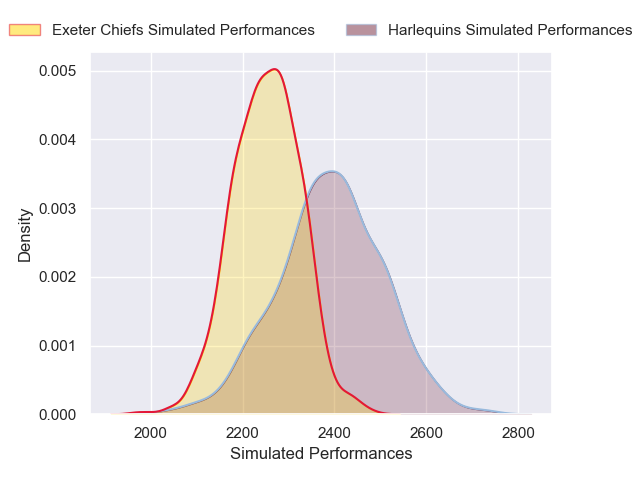 Exeter Chiefs Simulated Performances Harlequins Simulated Performances
0.005
0.004
0.003
0.002
0.001
0.000
Density
2000 2200 2400 2600 2800
Simulated Performances